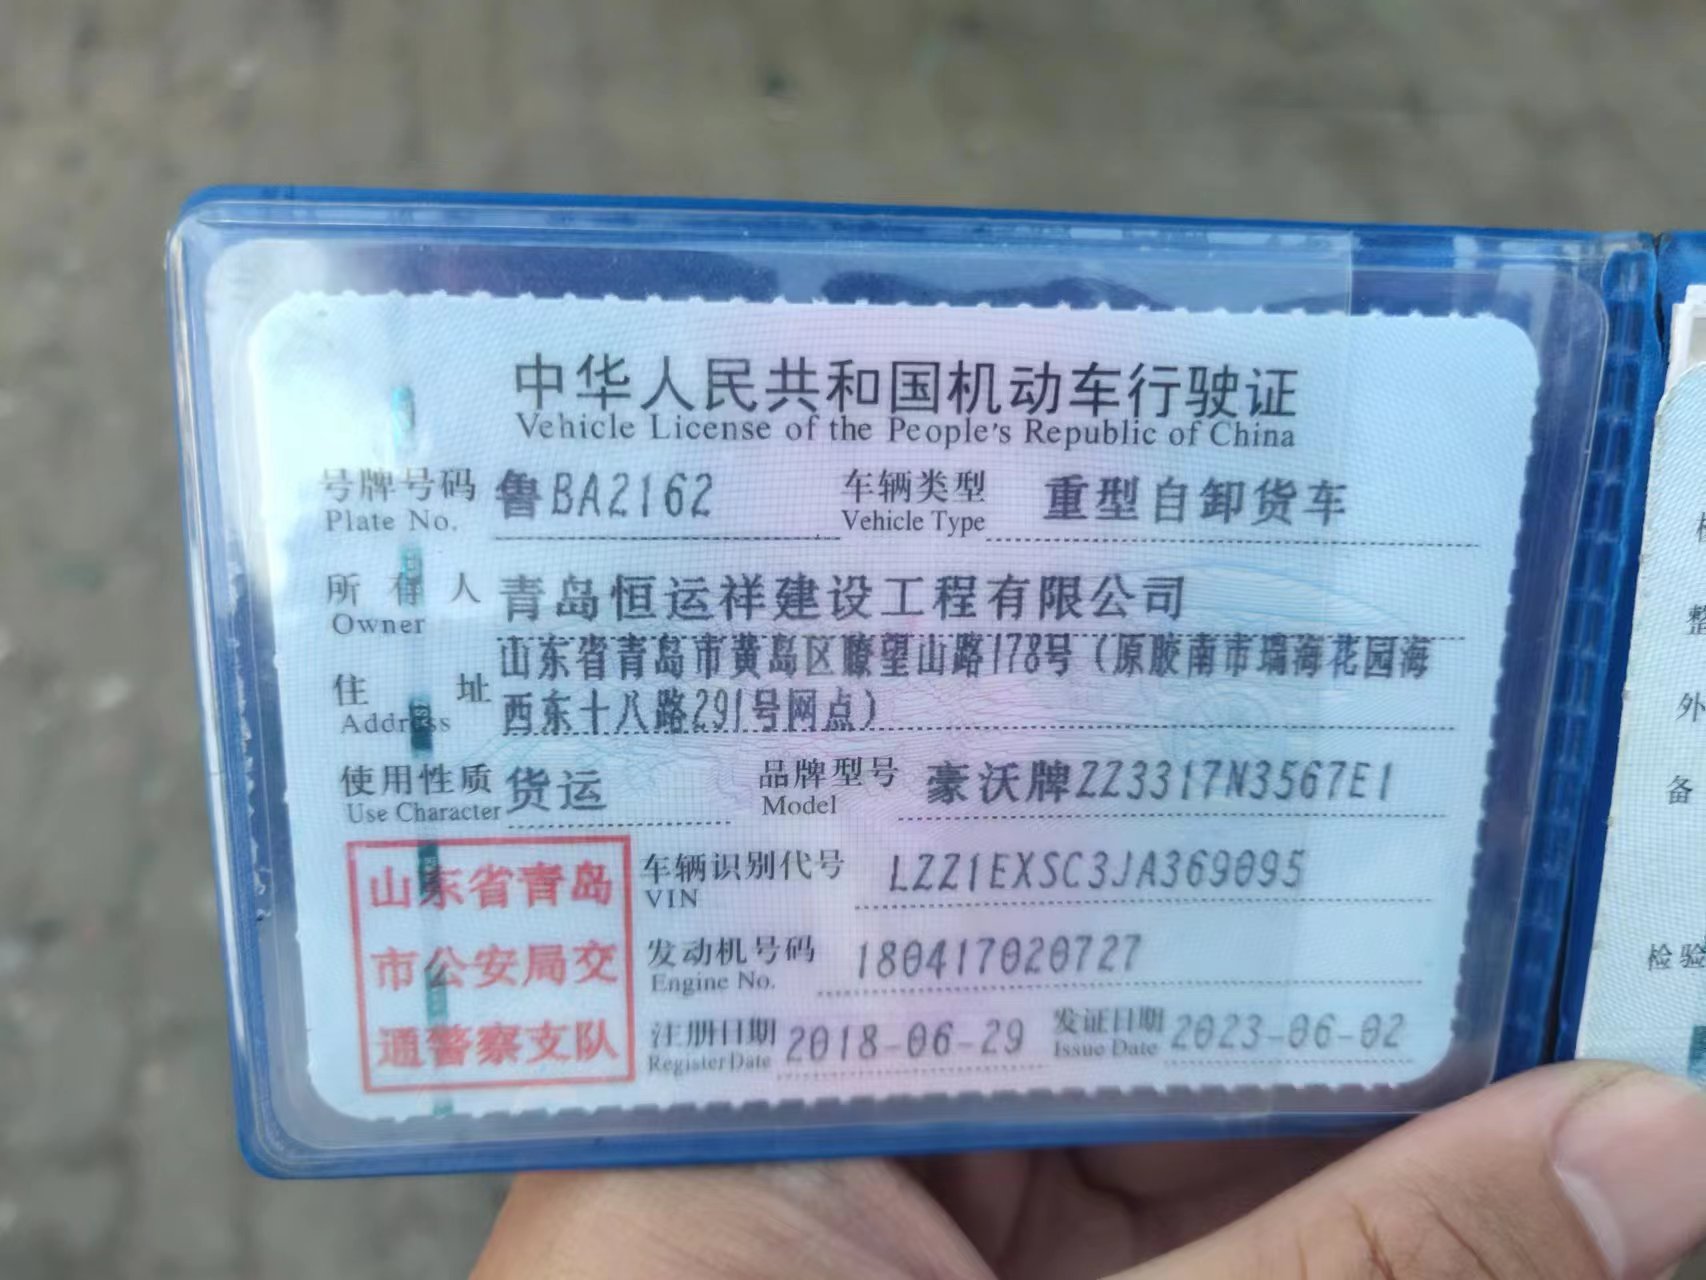 中华人民共和国机动车行驶证
Vehicle License of the People's Republic of China
号牌号码 鲁BA2162 车辆类型 重型自卸货车
Plate No. Vehicle Type
所有人 青岛恒运祥建设工程有限公司
Owner
山东省青岛市黄岛区瞭望山路178号（原胶南市瑞海花园海
住址 西东十八路291号网点）
Address
使用性质 货运 品牌型号 豪沃牌ZZ3317N3567E1
Use Character Model
山东省青岛
市公安局交
通警察支队
车辆识别代号 LZZ1EXSC3JA369095
VIN
发动机号码 180417020727
Engine No.
注册日期 2018-06-29 发证日期 2023-06-02
Register Date Issue Date
整
外
备
检验